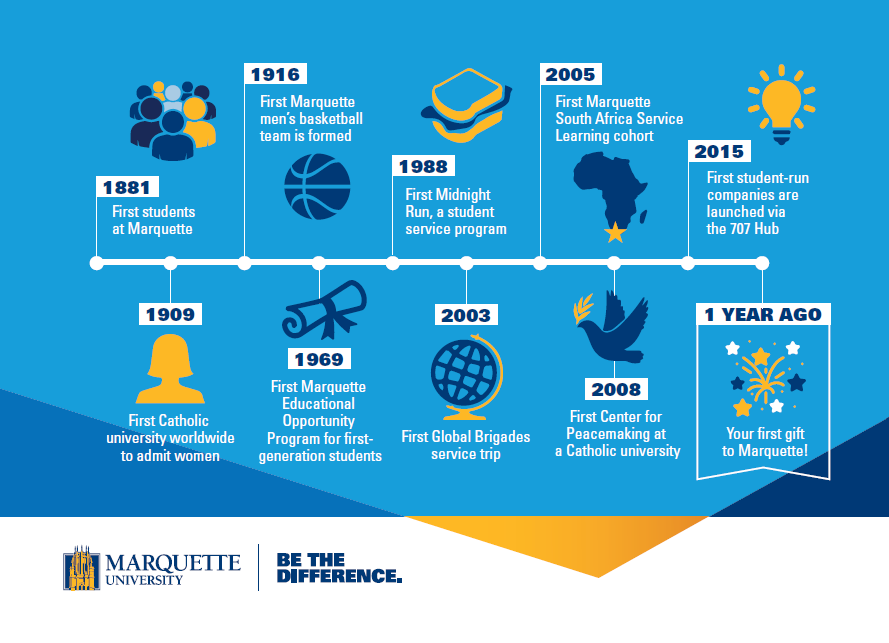 1881
First students
at Marquette
1909
First Catholic
university worldwide
to admit women
1916
First Marquette
men's basketball
team is formed
1969
First Marquette
Educational
Opportunity
Program for first-
generation students
1988
First Midnight
Run, a student
service program
2003
First Global Brigades
service trip
2005
First Marquette
South Africa Service
Learning cohort
2008
First Center for
Peacemaking at
a Catholic university
2015
First student-run
companies are
launched via
the 707 Hub
1 YEAR AGO
Your first gift
to Marquette!
MARQUETTE
UNIVERSITY
BE THE
DIFFERENCE.